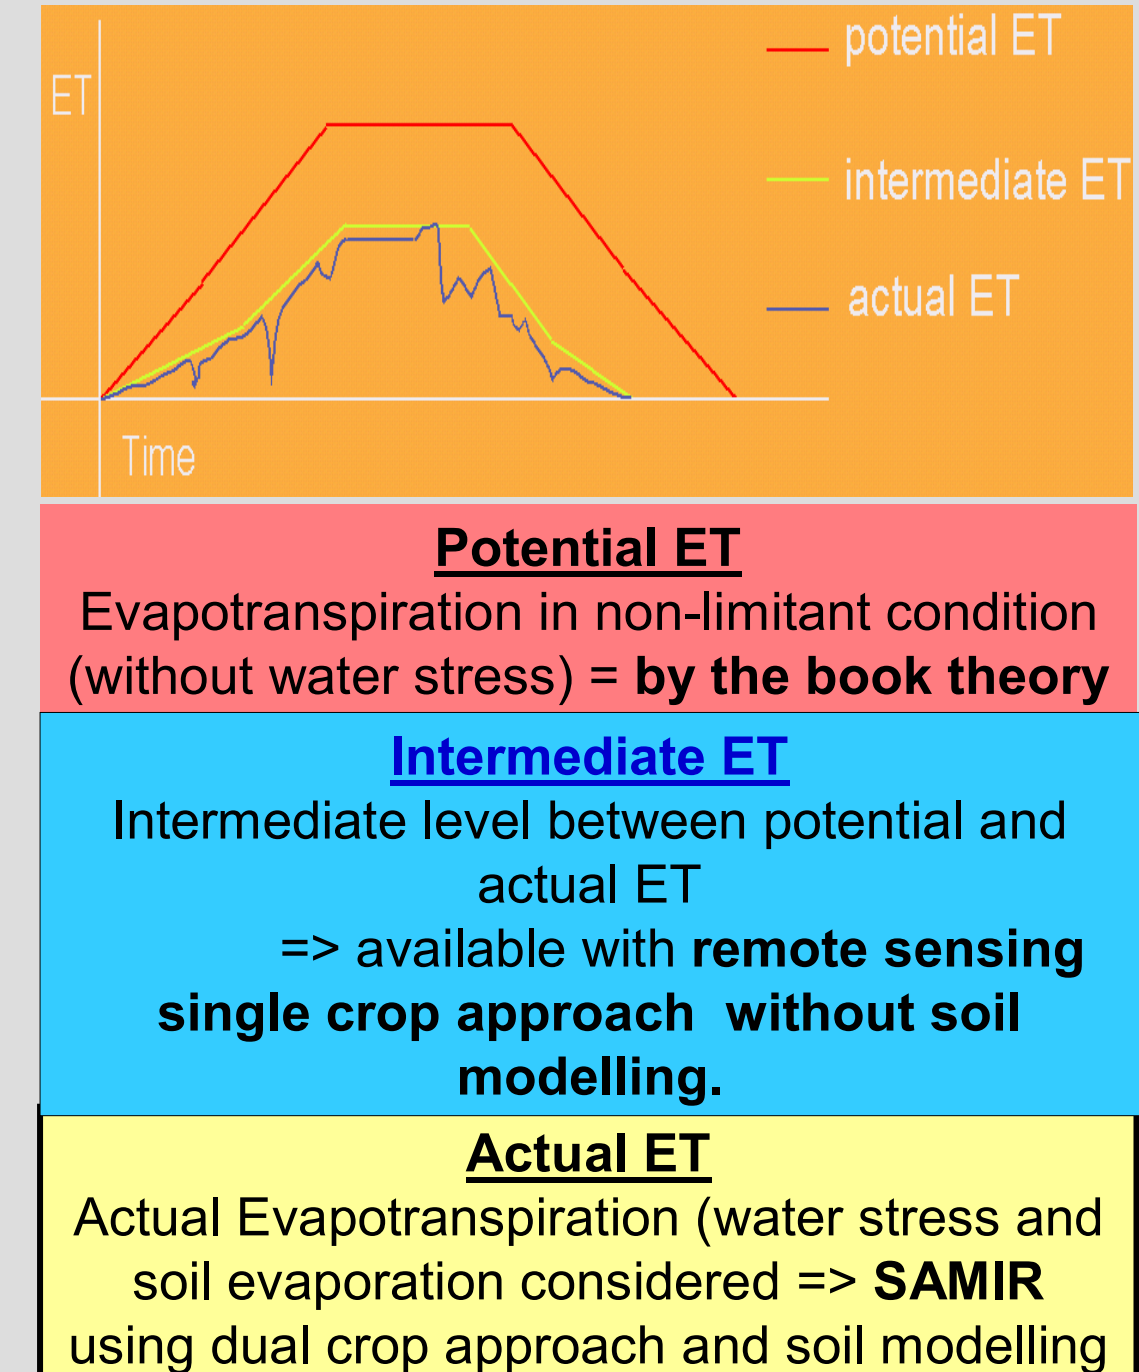 potential ET
ET
intermediate ET
actual ET
Time
Potential ET
Evapotranspiration in non-limitant condition
(without water stress) = by the book theory
Intermediate ET
Intermediate level between potential and
actual ET
=> available with remote sensing
single crop approach without soil
modelling.
Actual ET
Actual Evapotranspiration (water stress and
soil evaporation considered => SAMIR
using dual crop approach and soil modelling